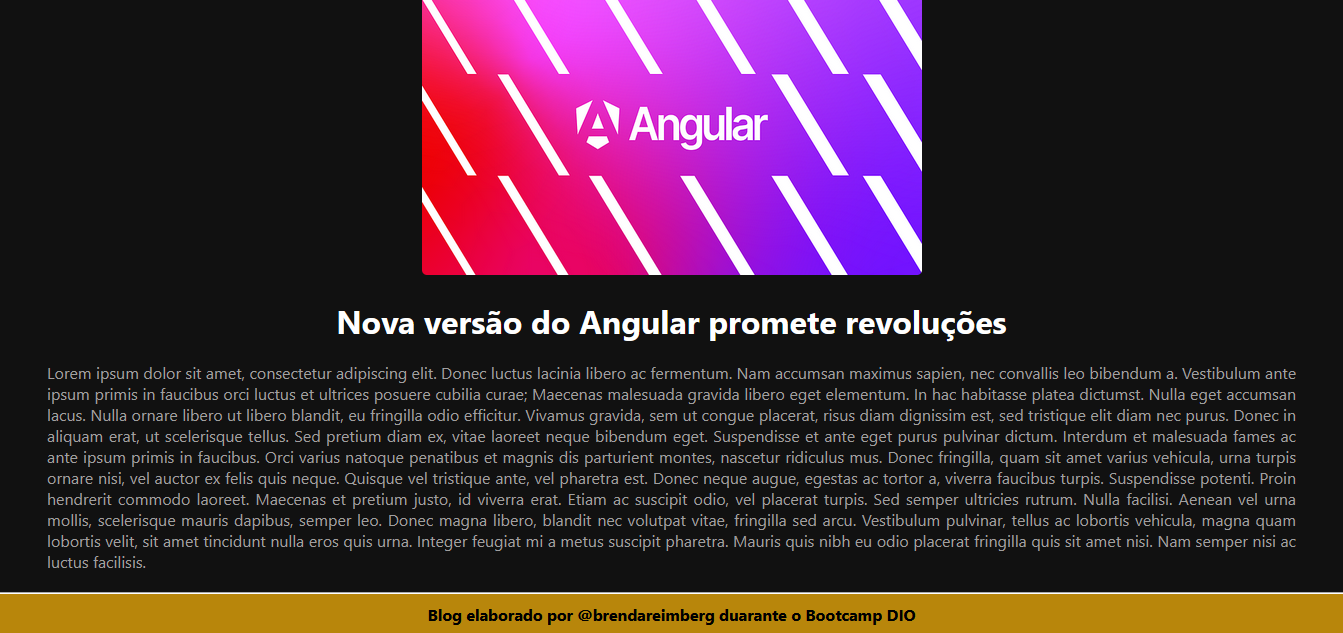 Angular
Nova versão do Angular promete revoluções
Lorem ipsum dolor sit amet, consectetur adipiscing elit. Donec luctus lacinia libero ac fermentum. Nam accumsan maximus sapien, nec convallis leo bibendum a. Vestibulum ante
ipsum primis in faucibus orci luctus et ultrices posuere cubilia curae; Maecenas malesuada gravida libero eget elementum. In hac habitasse platea dictumst. Nulla eget accumsan
lacus. Nulla ornare libero ut libero blandit, eu fringilla odio efficitur. Vivamus gravida, sem ut congue placerat, risus diam dignissim est, sed tristique elit diam nec purus. Donec in
aliquam erat, ut scelerisque tellus. Sed pretium diam ex, vitae laoreet neque bibendum eget. Suspendisse et ante eget purus pulvinar dictum. Interdum et malesuada fames ac
ante ipsum primis in faucibus. Orci varius natoque penatibus et magnis dis parturient montes, nascetur ridiculus mus. Donec fringilla, quam sit amet varius vehicula, urna turpis
ornare nisi, vel auctor ex felis quis neque. Quisque vel tristique ante, vel pharetra est. Donec neque augue, egestas ac tortor a, viverra faucibus turpis. Suspendisse potenti. Proin
hendrerit commodo laoreet. Maecenas et pretium justo, id viverra erat. Etiam ac suscipit odio, vel placerat turpis. Sed semper ultricies rutrum. Nulla facilisi. Aenean vel urna
mollis, scelerisque mauris dapibus, semper leo. Donec magna libero, blandit nec volutpat vitae, fringilla sed arcu. Vestibulum pulvinar, tellus ac lobortis vehicula, magna quam
lobortis velit, sit amet tincidunt nulla eros quis urna. Integer feugiat mi a metus suscipit pharetra. Mauris quis nibh eu odio placerat fringilla quis sit amet nisi. Nam semper nisi ac
luctus facilisis.
Blog elaborado por @brendareimberg duarante o Bootcamp DIO